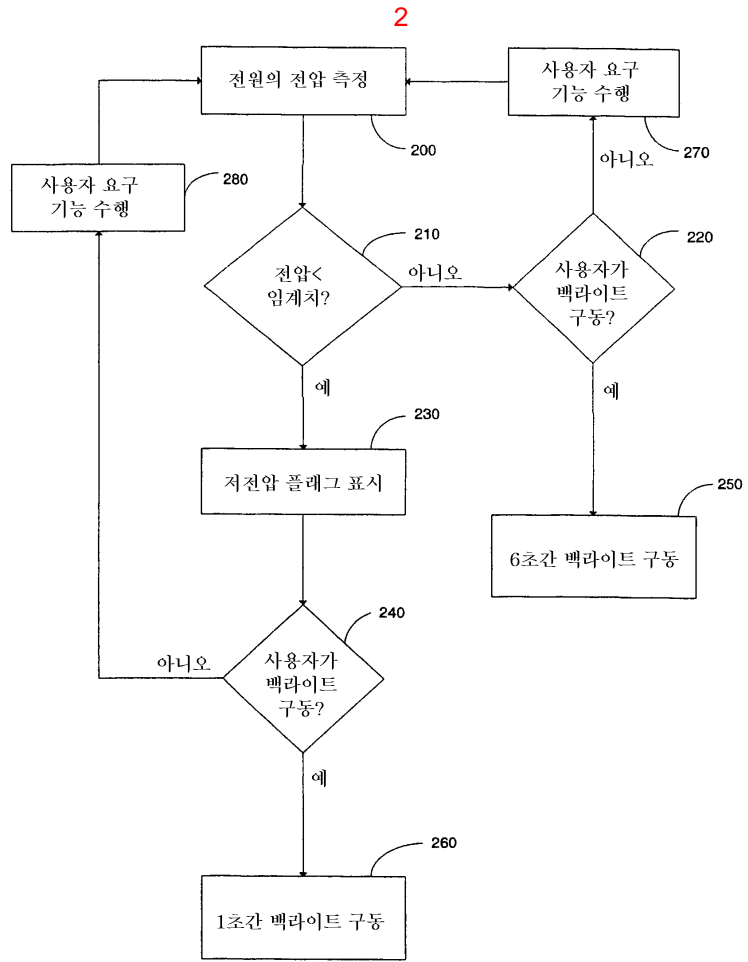 2
전원의 전압 측정
200
사용자 요구
기능 수행
270
아니오
사용자 요구
기능 수행
280
전압<
임계치?
210
아니오
사용자가
백라이트
구동?
220
예
예
저전압 플래그 표시
230
6초간 백라이트 구동
250
사용자가
백라이트
구동?
240
아니오
예
1초간 백라이트 구동
260